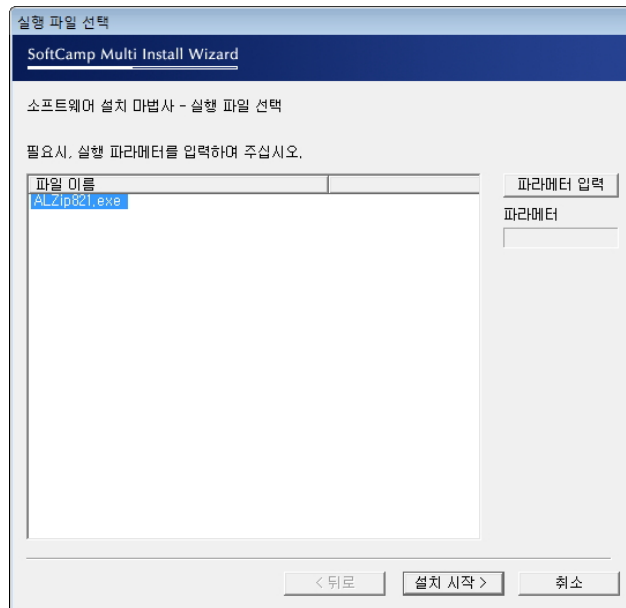 실행 파일 선택
SoftCamp Multi Install Wizard
소프트웨어 설치 마법사 - 실행 파일 선택
필요시, 실행 파라메터를 입력하여 주십시오.
파일 이름
파라메터 입력
ALZip821.exe
파라메터
< 뒤로
설치 시작 >
취소